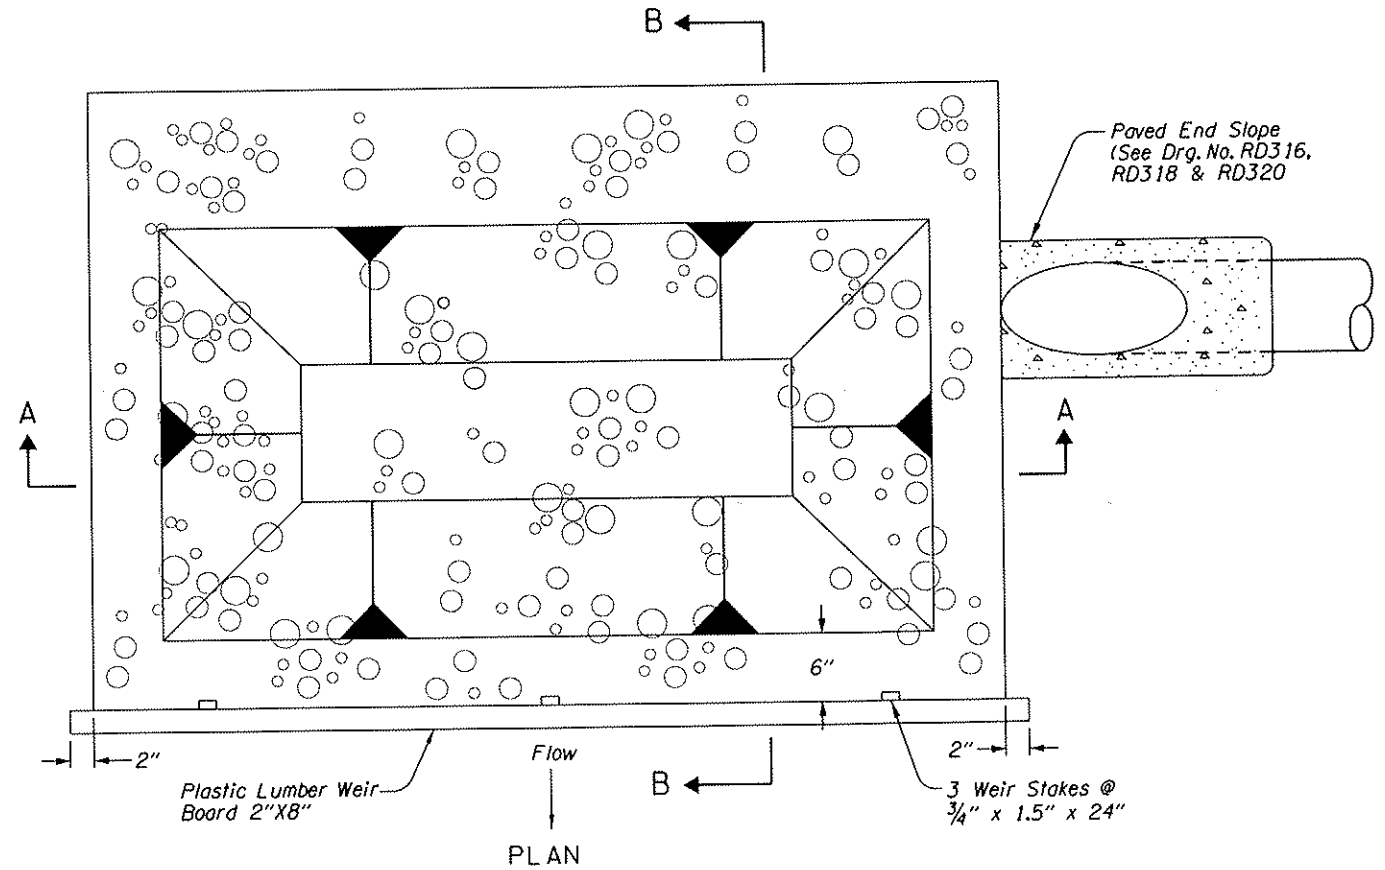 B
Paved End Slope
(See Drg. No. RD316,
RD318 & RD320
A
A
6"
2"
Flow
2"
Plastic Lumber Weir
Board 2"X8"
B
3 Weir Stakes @
3/4" x 1.5" x 24"
PLAN